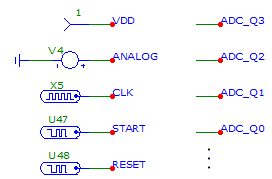 1
VDD ADC_Q3
V4
ANALOG ADC_Q2
X5
CLK ADC_Q1
U47
START ADC_Q0
U48
RESET